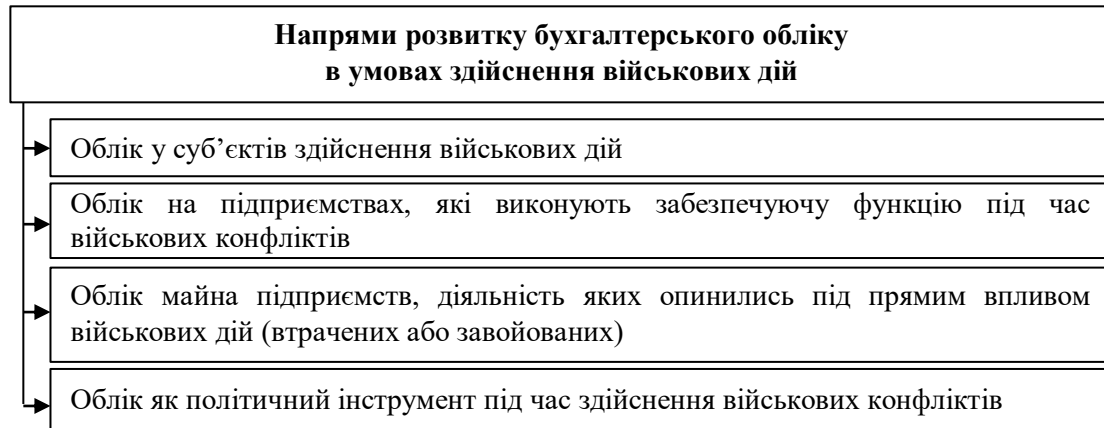 Напрями розвитку бухгалтерського обліку
в умовах здійснення військових дій
Облік у суб’єктів здійснення військових дій
Облік на підприємствах, які виконують забезпечуючу функцію під час
військових конфліктів
Облік майна підприємств, діяльність яких опинились під прямим впливом
військових дій (втрачених або завойованих)
Облік як політичний інструмент під час здійснення військових конфліктів